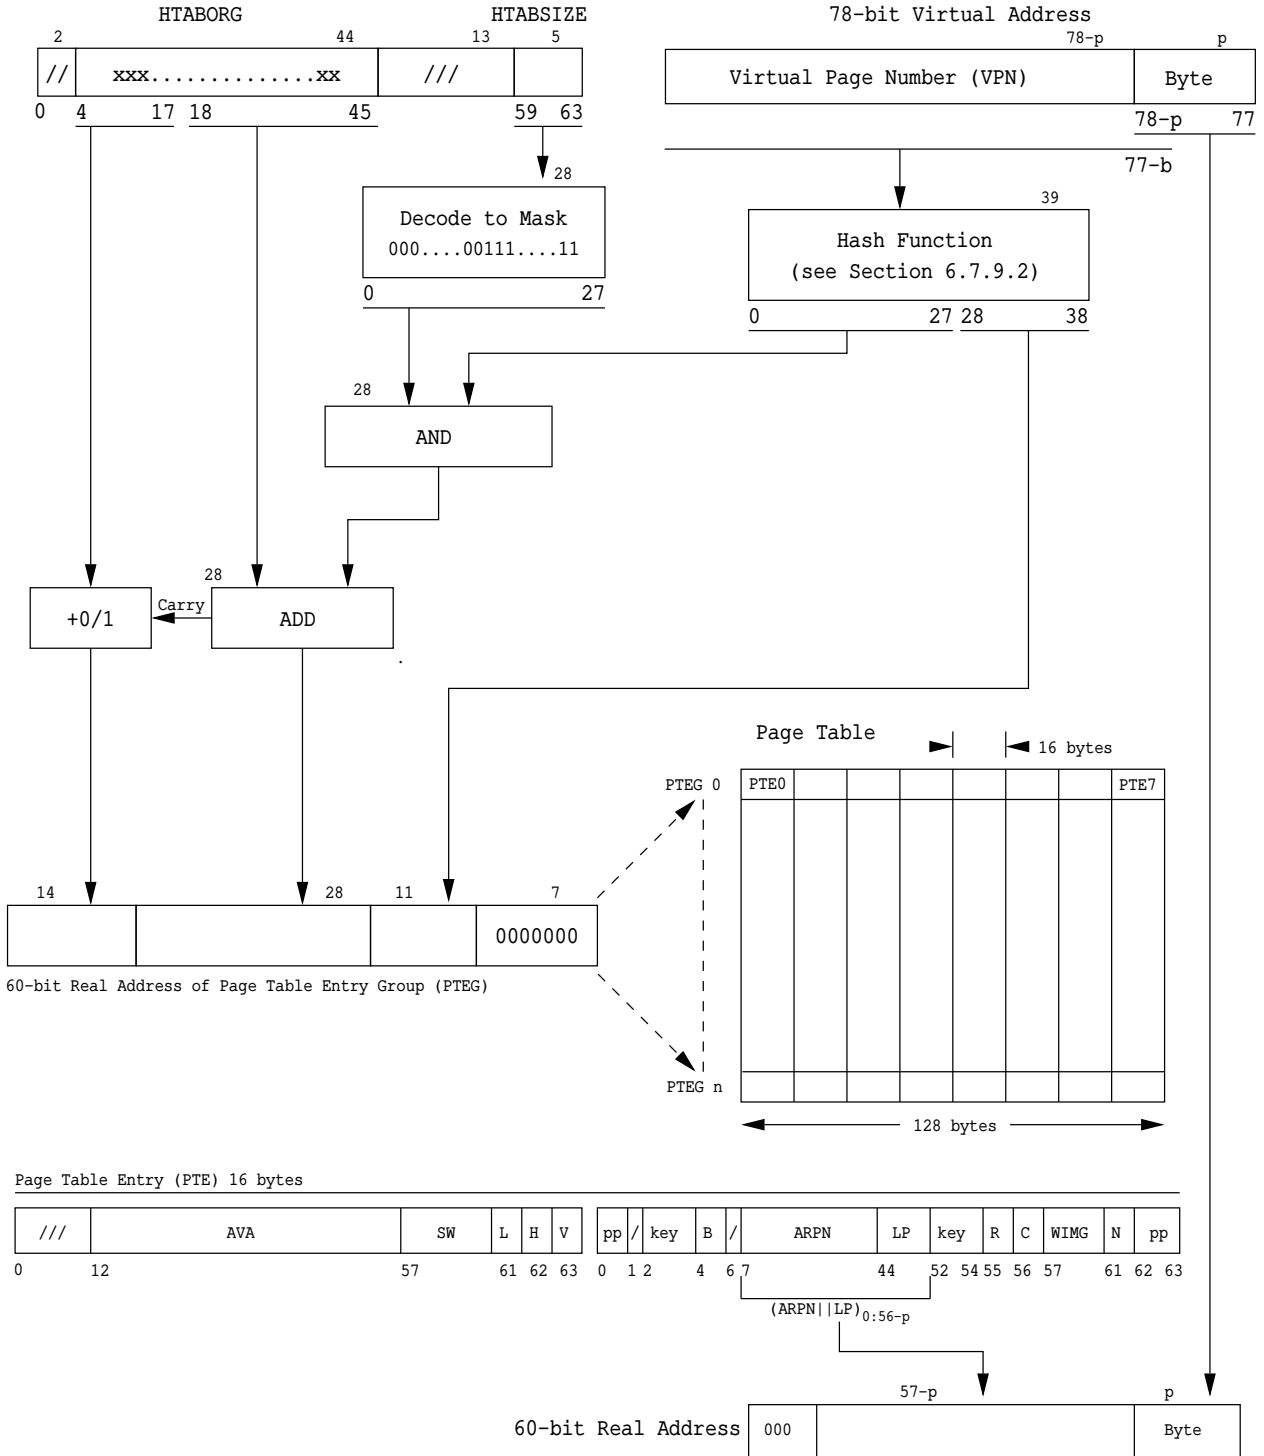 HTABORG HTABSIZE 78-bit Virtual Address
2 44 13 5 78-p p
// xxx..............xx /// Virtual Page Number (VPN) Byte
0 4 17 18 45 59 63 78-p 77
77-b
28
39
Decode to Mask
000....00111....11
Hash Function
(see Section 6.7.9.2)
0 27
0 27 28 38
28
AND
28
+0/1 Carry ADD
.
Page Table
16 bytes
PTEG 0 PTE0 PTE7
14 28 11 7
0000000
60-bit Real Address of Page Table Entry Group (PTEG)
PTEG n
128 bytes
Page Table Entry (PTE) 16 bytes
/// AVA SW L H V pp / key B / ARPN LP key R C WIMG N pp
0 12 57 61 62 63 0 1 2 4 6 7 44 52 54 55 56 57 61 62 63
(ARPN||LP)0:56-p
57-p p
60-bit Real Address 000 Byte